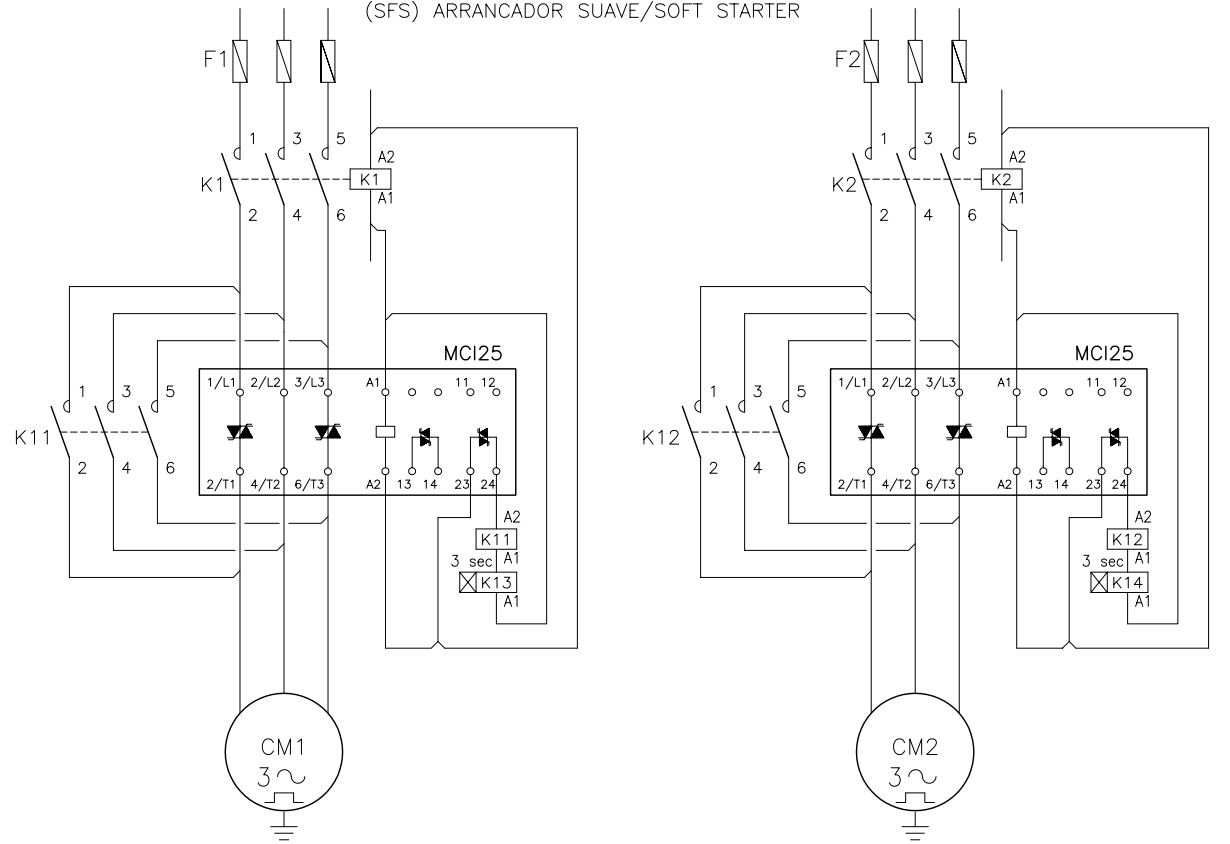 (SFS) ARRANCADOR SUAVE/SOFT STARTER
F1
F2
1 3 5
A2
K1
K1
A1
2 4 6
1 3 5
A2
K2
K2
A1
2 4 6
MCI25
MCI25
1/L1 2/L2 3/L3 A1 11 12
1/L1 2/L2 3/L3 A1 11 12
1 3 5
K11
2 4 6
1 3 5
K12
2 4 6
2/T1 4/T2 6/T3 A2 13 14 23 24
2/T1 4/T2 6/T3 A2 13 14 23 24
A2
K11
A1
3 sec
K13
A1
A2
K12
A1
3 sec
K14
A1
CM1
3
CM2
3